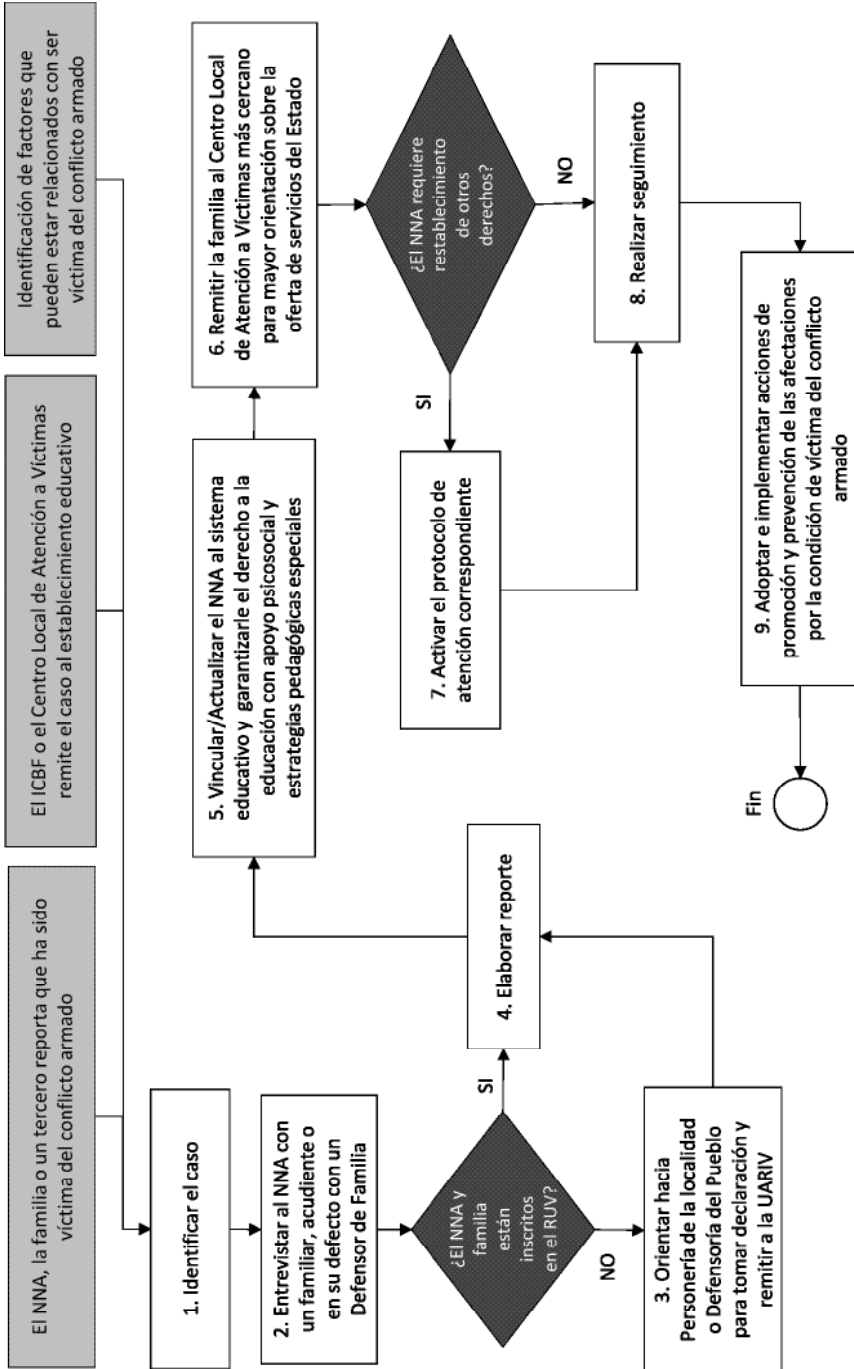 El NNA, la familia o un tercero reporta que ha sido
víctima del conflicto armado
El ICBF o el Centro Local de Atención a Víctimas
remite el caso al establecimiento educativo
Identificación de factores que
pueden estar relacionados con ser
víctima del conflicto armado
1. Identificar el caso
2. Entrevistar al NNA con
un familiar, acudiente o
en su defecto con un
Defensor de Familia
¿El NNA y
familia
están
inscritos
en el RUV?
SI
NO
3. Orientar hacia
Personería de la localidad
o Defensoría del Pueblo
para tomar declaración y
remitir a la UARIV
4. Elaborar reporte
5. Vincular/Actualizar el NNA al sistema
educativo y garantizarle el derecho a la
educación con apoyo psicosocial y
estrategias pedagógicas especiales
6. Remitir la familia al Centro Local
de Atención a Víctimas más cercano
para mayor orientación sobre la
oferta de servicios del Estado
¿El NNA requiere
restablecimiento
de otros
derechos?
SI
NO
7. Activar el protocolo de
atención correspondiente
8. Realizar seguimiento
9. Adoptar e implementar acciones de
promoción y prevención de las afectaciones
por la condición de víctima del conflicto
armado
Fin